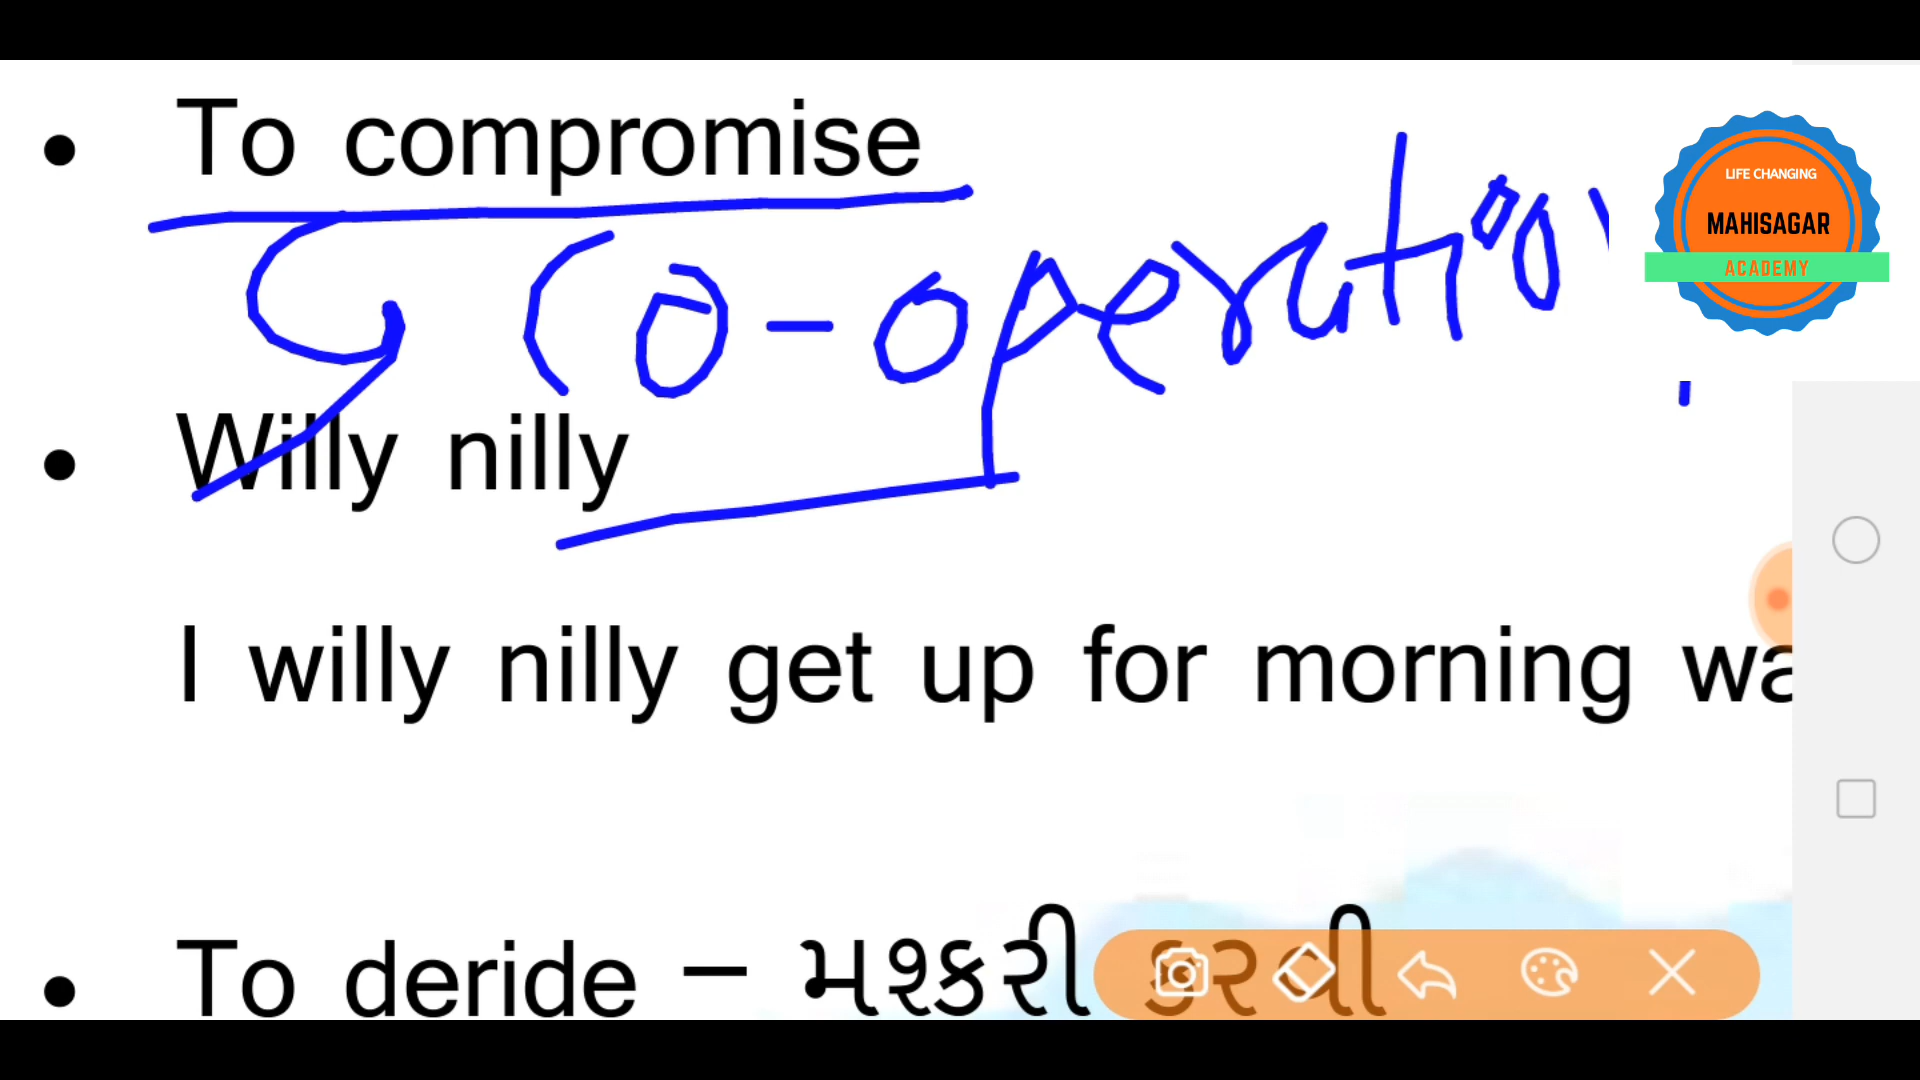 To compromise
Co-operation
LIFE CHANGING
MAHISAGAR
ACADEMY
Willy nilly
I willy nilly get up for morning wa
To deride – મશ્કરી કરવી